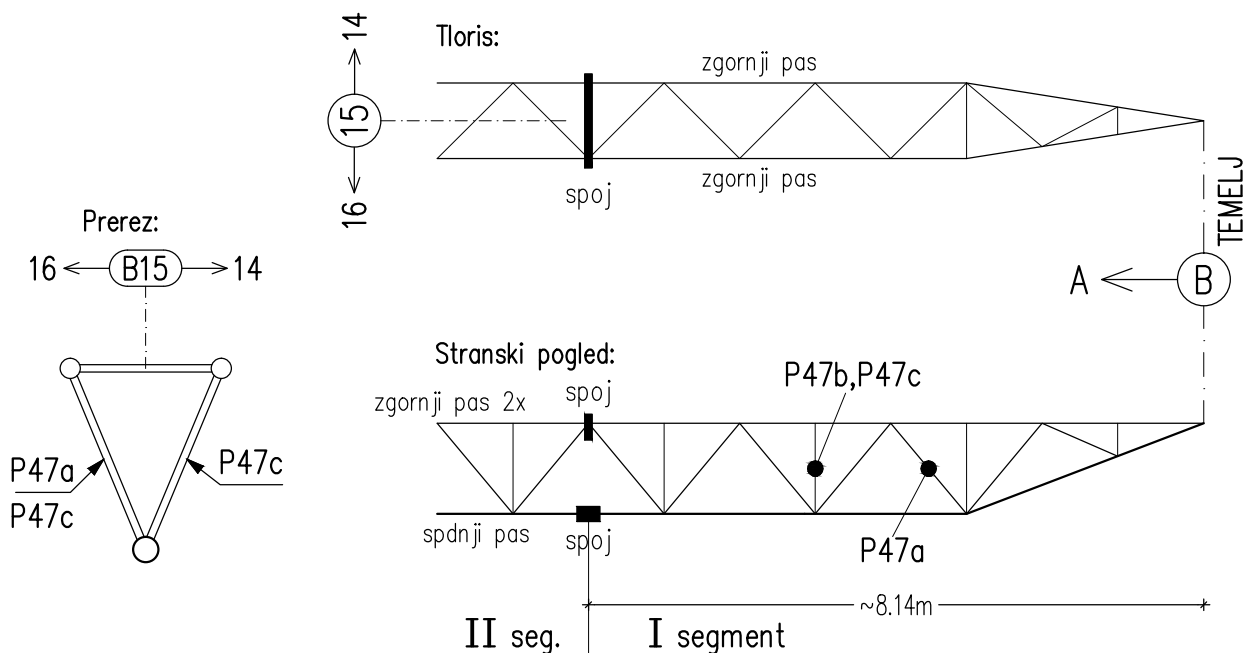 Tloris:
14
15
16
zgornji pas
zgornji pas
spoj
TEMELJ
A
B
Prerez:
16
B15
14
P47a
P47c
P47c
Stranski pogled:
spoj
zgornji pas 2x
P47b,P47c
spdnji pas
spoj
P47a
~8.14m
II seg.
I segment